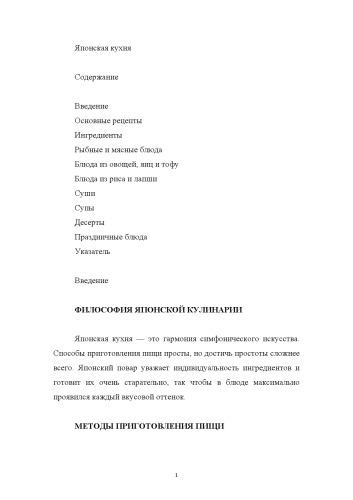 Японская кухня
Содержание
Введение
Основные рецепты
Ингредиенты
Рыбные и мясные блюда
Блюда из овощей, яиц и тофу
Блюда из риса и лапши
Суши
Супы
Десерты
Праздничные блюда
Указатель
Введение
ФИЛОСОФИЯ ЯПОНСКОЙ КУЛИНАРИИ
Японская кухня — это гармония симфонического искусства.
Способы приготовления пищи просты, но достичь простоты сложнее
всего. Японский повар уважает индивидуальность ингредиентов и
готовит их очень старательно, так чтобы в блюде максимально
проявился каждый вкусовой оттенок.
МЕТОДЫ ПРИГОТОВЛЕНИЯ ПИЩИ
1